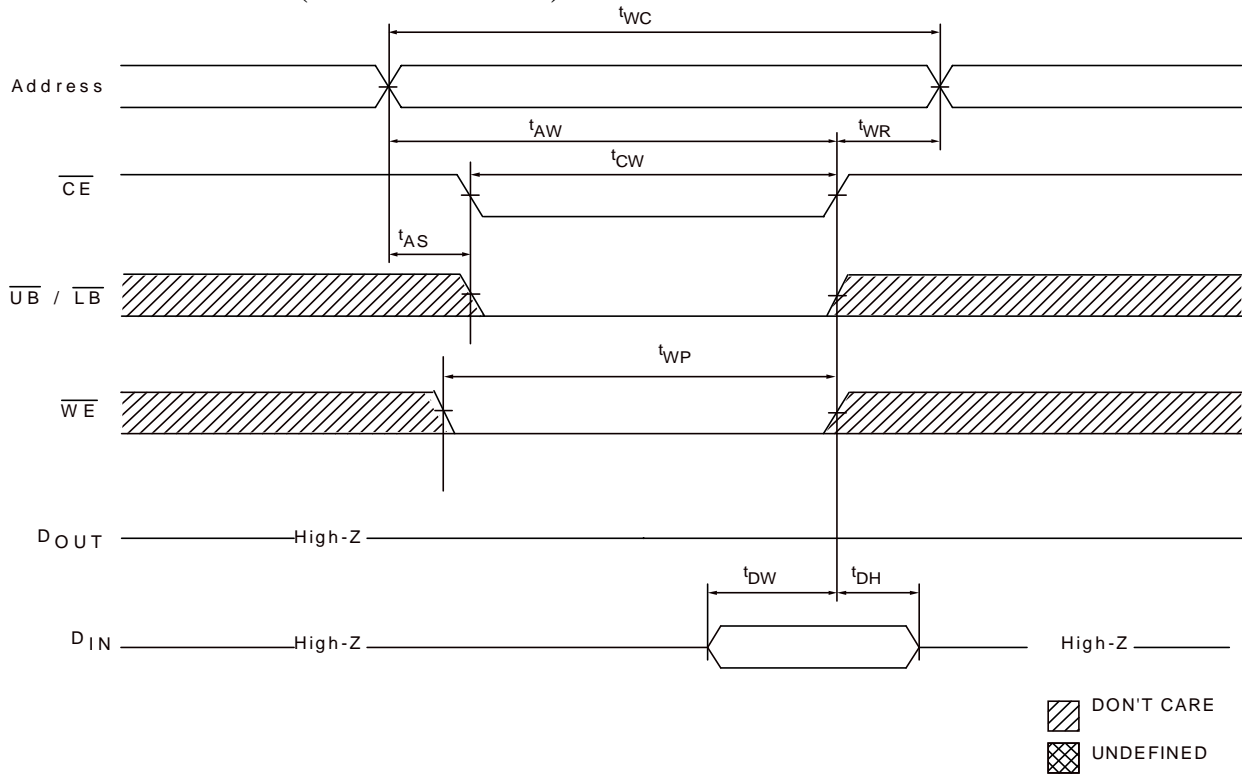 tWC
Address
tAW
tWR
tCW
CE
tAS
UB / LB
tWP
WE
DOUT
High-Z
tDW
tDH
DIN
High-Z
High-Z
DON'T CARE
UNDEFINED